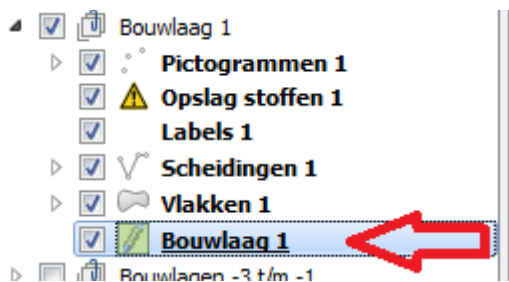 Bouwlaag 1
Pictogrammen 1
Opslag stoffen 1
Labels 1
Scheidingen 1
Vlakken 1
Bouwlaag 1
Bouwlagen -3 t/m -1